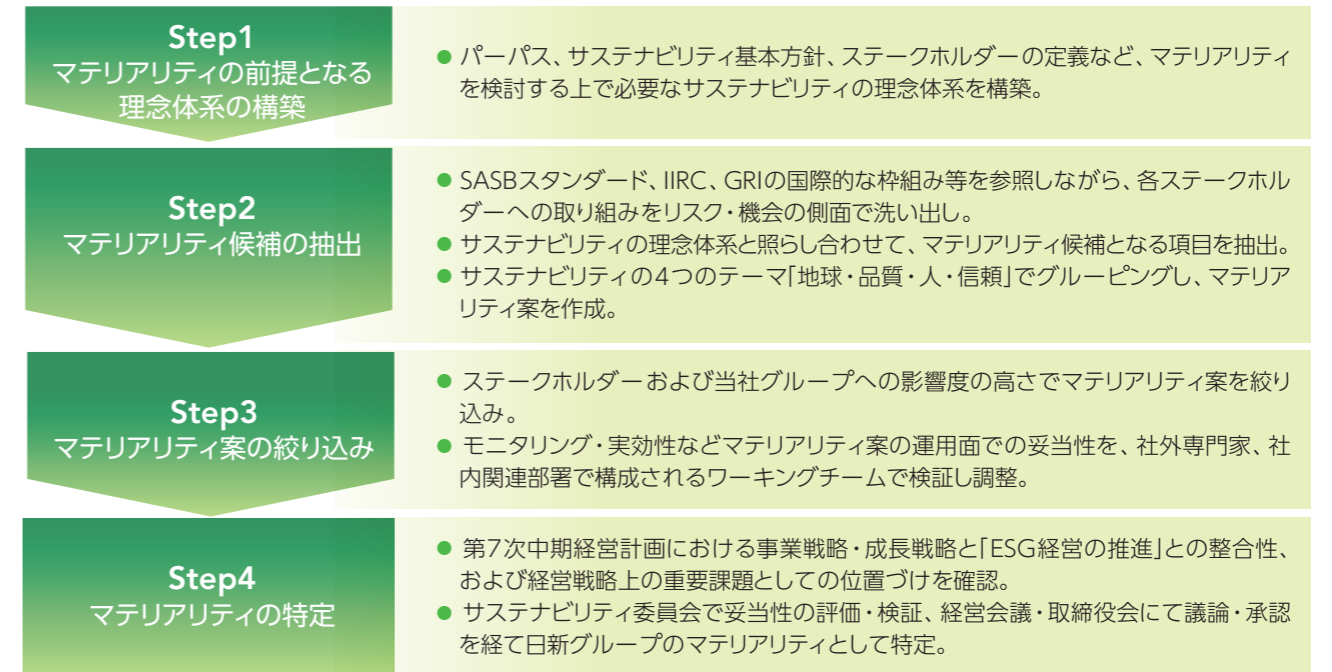 Step1
マテリアリティの前提となる
理念体系の構築
● パーパス、サステナビリティ基本方針、ステークホルダーの定義など、マテリアリティ
を検討する上で必要なサステナビリティの理念体系を構築。
Step2
マテリアリティ候補の抽出
● SASBスタンダード、IIRC、GRIの国際的な枠組み等を参照しながら、各ステークホル
ダーへの取り組みをリスク・機会の側面で洗い出し。
● サステナビリティの理念体系と照らし合わせて、マテリアリティ候補となる項目を抽出。
● サステナビリティの4つのテーマ「地球・品質・人・信頼」でグルーピングし、マテリア
リティ案を作成。
Step3
マテリアリティ案の絞り込み
● ステークホルダーおよび当社グループへの影響度の高さでマテリアリティ案を絞り
込み。
● モニタリング・実効性などマテリアリティ案の運用面での妥当性を、社外専門家、社
内関連部署で構成されるワーキングチームで検証し調整。
Step4
マテリアリティの特定
● 第7次中期経営計画における事業戦略・成長戦略と「ESG経営の推進」との整合性、
および経営戦略上の重要課題としての位置づけを確認。
● サステナビリティ委員会で妥当性の評価・検証、経営会議・取締役会にて議論・承認
を経て日新グループのマテリアリティとして特定。